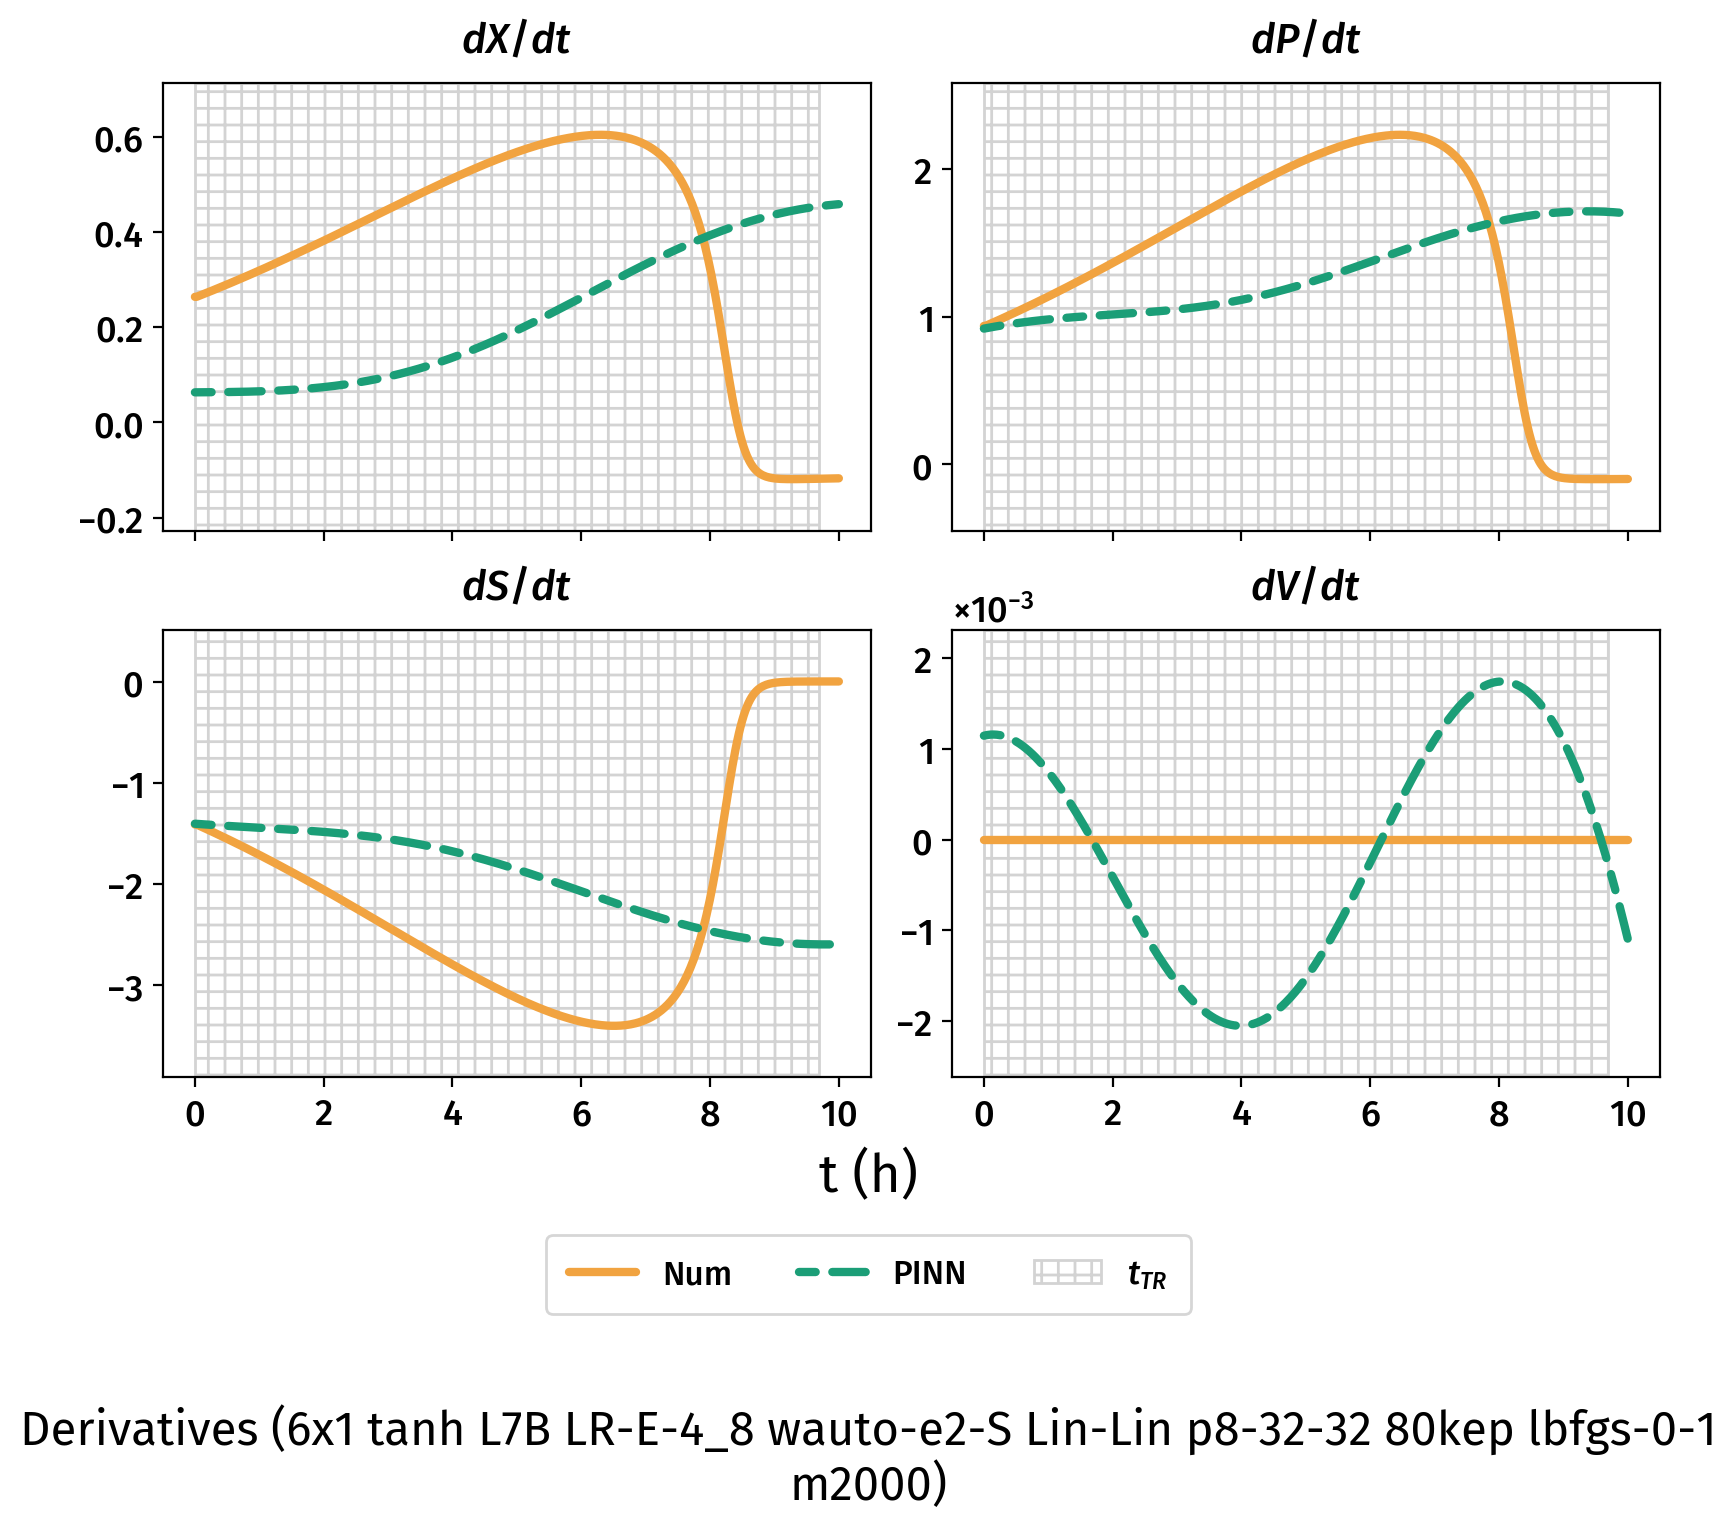 dX/dt
dP/dt
0.6
0.4
0.2
0.0
−0.2
2
1
0
dS/dt
dV/dt
×10⁻³
0
−1
−2
−3
2
1
0
−1
−2
0 2 4 6 8 10
0 2 4 6 8 10
t (h)
Num PINN t_TR
Derivatives (6x1 tanh L7B LR-E-4_8 wauto-e2-S Lin-Lin p8-32-32 80kep lbfgs-0-1
m2000)